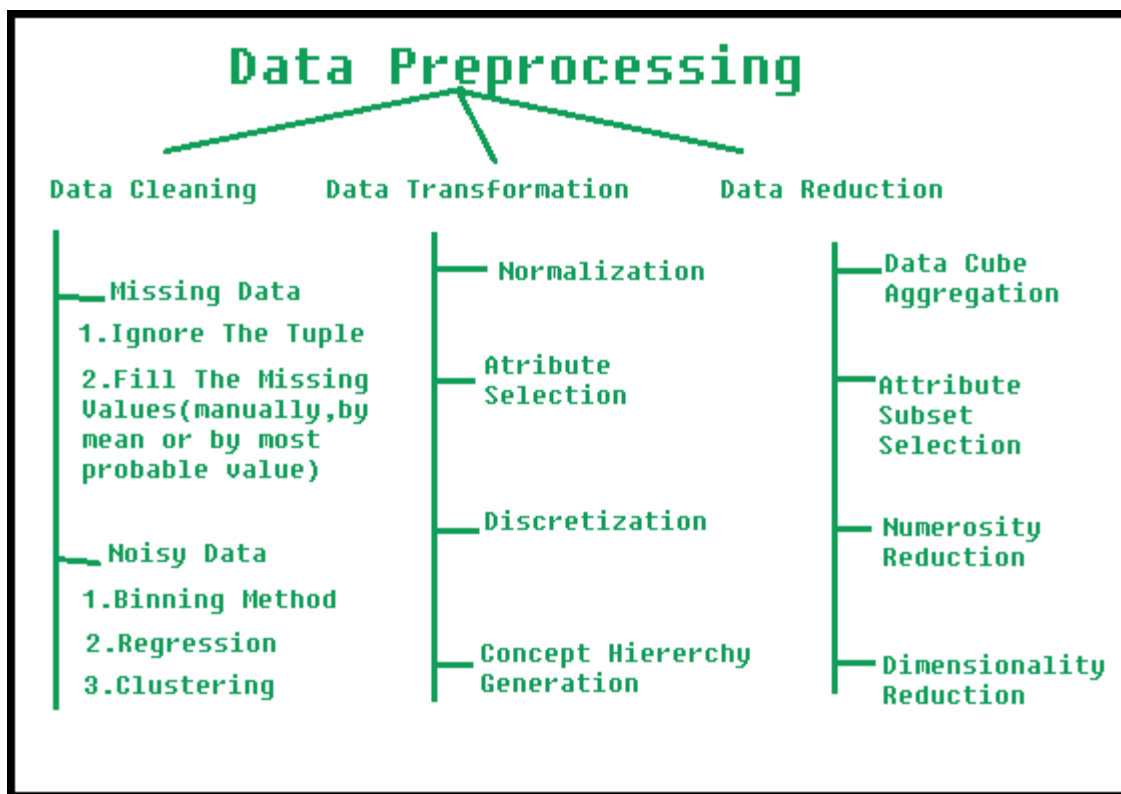 Data Preprocessing
Data Cleaning
Missing Data
1.Ignore The Tuple
2.Fill The Missing
Values(manually,by
mean or by most
probable value)
Noisy Data
1.Binning Method
2.Regression
3.Clustering
Data Transformation
Normalization
Atribute
Selection
Discretization
Concept Hiererchy
Generation
Data Reduction
Data Cube
Aggregation
Attribute
Subset
Selection
Numerosity
Reduction
Dimensionality
Reduction